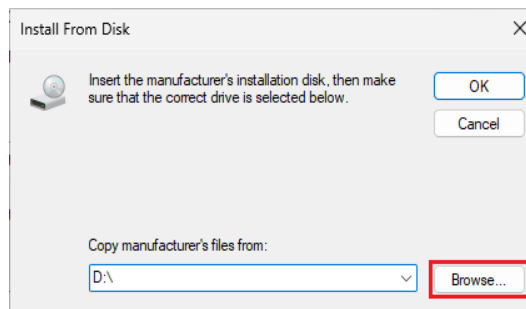 Install From Disk
Insert the manufacturer's installation disk, then make
sure that the correct drive is selected below.
OK
Cancel
Copy manufacturer's files from:
D:\
Browse...